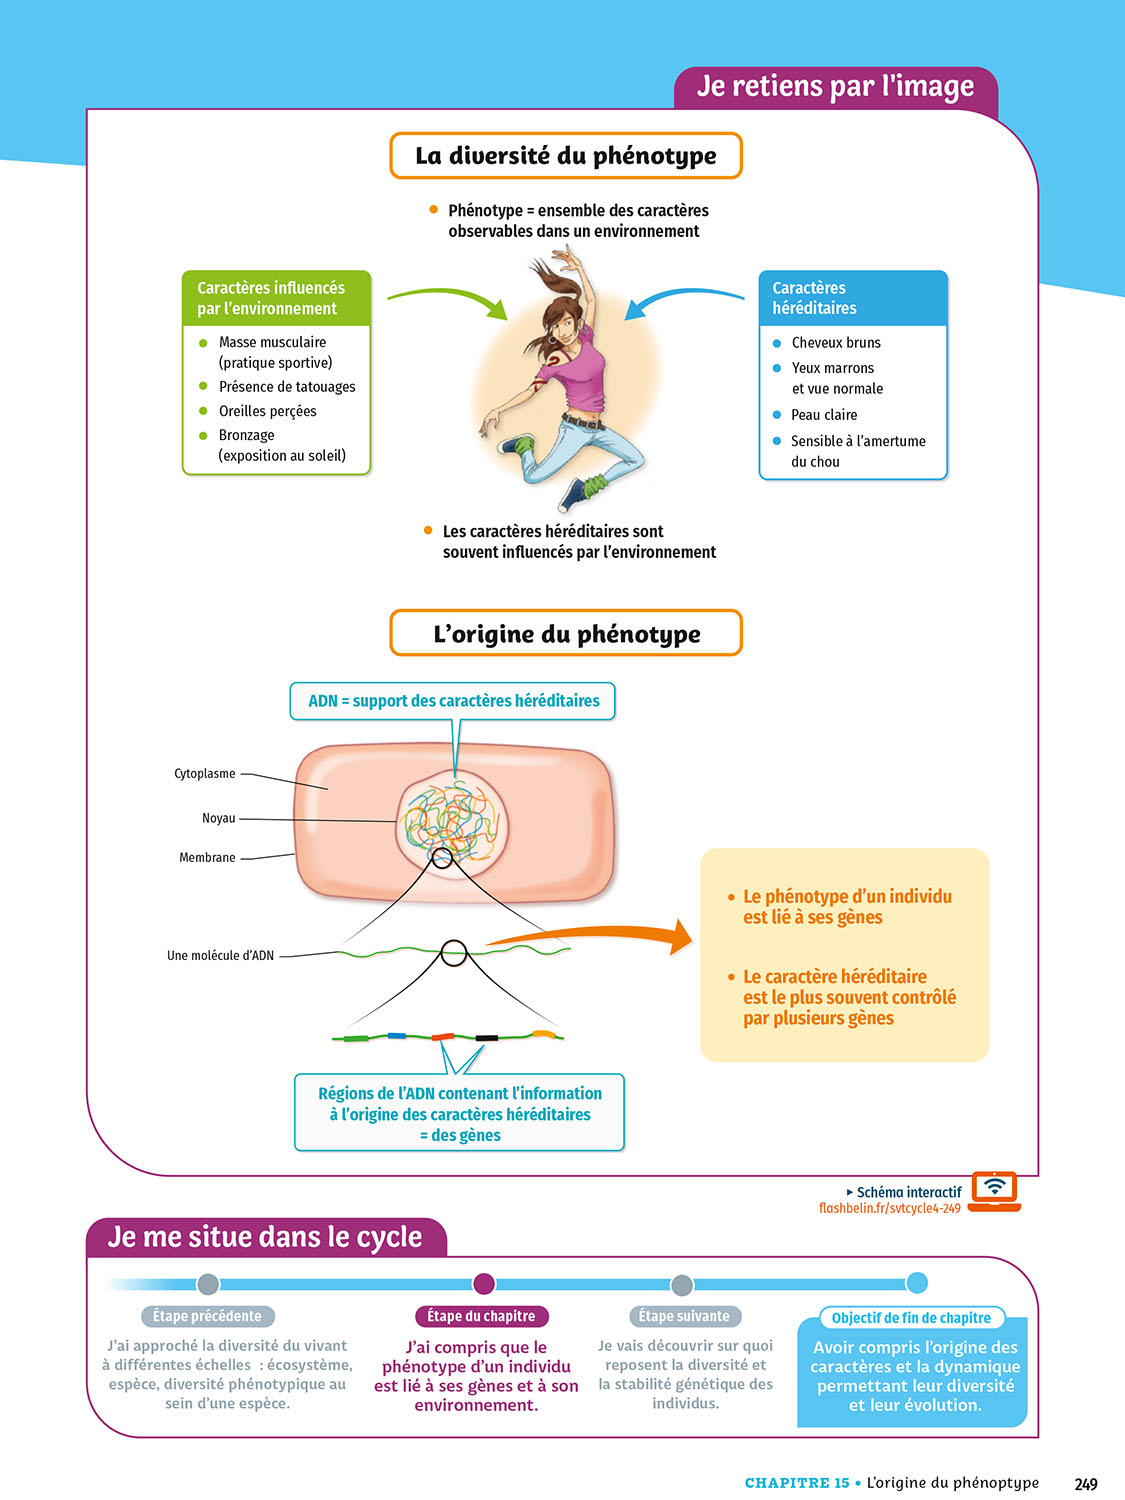 Je retiens par l'image
La diversité du phénotype
• Phénotype = ensemble des caractères
observables dans un environnement
Caractères influencés
par l'environnement
• Masse musculaire
(pratique sportive)
• Présence de tatouages
• Oreilles perçées
• Bronzage
(exposition au soleil)
Caractères
héréditaires
• Cheveux bruns
• Yeux marrons
et vue normale
• Peau claire
• Sensible à l'amertume
du chou
• Les caractères héréditaires sont
souvent influencés par l'environnement
L'origine du phénotype
ADN = support des caractères héréditaires
Cytoplasme
Noyau
Membrane
Une molécule d'ADN
• Le phénotype d'un individu
est lié à ses gènes
• Le caractère héréditaire
est le plus souvent contrôlé
par plusieurs gènes
Régions de l'ADN contenant l'information
à l'origine des caractères héréditaires
= des gènes
▸ Schéma interactif
flashbelin.fr/svtcycle4-249
Je me situe dans le cycle
Étape précédente
J'ai approché la diversité du vivant
à différentes échelles : écosystème,
espèce, diversité phénotypique au
sein d'une espèce.
Étape du chapitre
J'ai compris que le
phénotype d'un individu
est lié à ses gènes et à son
environnement.
Étape suivante
Je vais découvrir sur quoi
reposent la diversité et
la stabilité génétique des
individus.
Objectif de fin de chapitre
Avoir compris l'origine des
caractères et la dynamique
permettant leur diversité
et leur évolution.
CHAPITRE 15 • L'origine du phénoptype 249